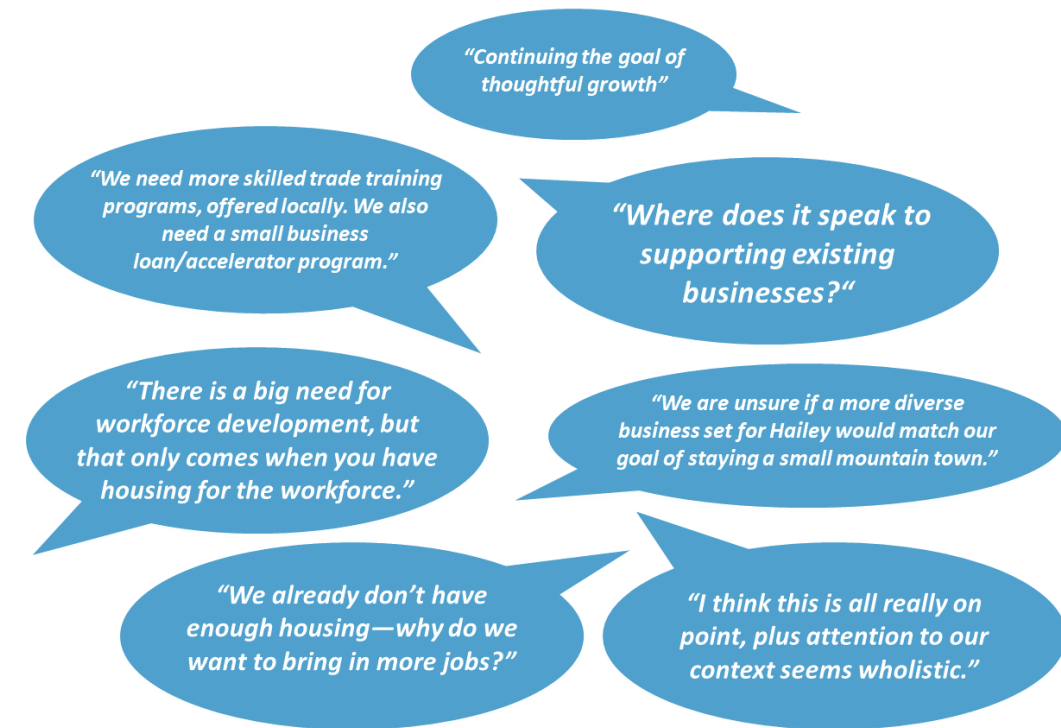 “Continuing the goal of
thoughtful growth”
“We need more skilled trade training
programs, offered locally. We also
need a small business
loan/accelerator program.”
“Where does it speak to
supporting existing
businesses?“
“There is a big need for
workforce development, but
that only comes when you have
housing for the workforce.”
“We are unsure if a more diverse
business set for Hailey would match our
goal of staying a small mountain town.”
“We already don’t have
enough housing—why do we
want to bring in more jobs?”
“I think this is all really on
point, plus attention to our
context seems wholistic.”